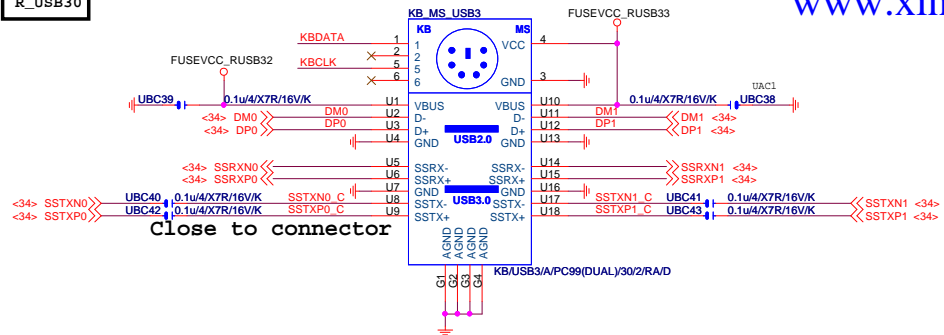 R_USB30
www.xin
KB_MS_USB3
FUSEVCC_RUSB33
KB MS
KBDATA 1 1 VCC 4
2 2
KBCLK 5 5
6 6 GND 3
FUSEVCC_RUSB32
UAC1
UBC39 0.1u/4/X7R/16V/K U1 VBUS VBUS U10 0.1u/4/X7R/16V/K UBC38
<34> DM0 DM0 U2 D- D- U11 DM1 DM1 <34>
<34> DP0 DP0 U3 D+ D+ U12 DP1 DP1 <34>
U4 GND USB2.0 GND U13
<34> SSRXN0 U5 SSRX- SSRX- U14 SSRXN1 <34>
<34> SSRXP0 U6 SSRX+ SSRX+ U15 SSRXP1 <34>
U7 GND USB3.0 GND U16
<34> SSTXN0 UBC40 0.1u/4/X7R/16V/K SSTXN0_C U8 SSTX- SSTX- U17 SSTXN1_C UBC41 0.1u/4/X7R/16V/K SSTXN1 <34>
<34> SSTXP0 UBC42 0.1u/4/X7R/16V/K SSTXP0_C U9 SSTX+ SSTX+ U18 SSTXP1_C UBC43 0.1u/4/X7R/16V/K SSTXP1 <34>
Close to connector
AGND AGND AGND AGND
KB/USB3/A/PC99(DUAL)/30/2/RA/D
G1 G2 G3 G4